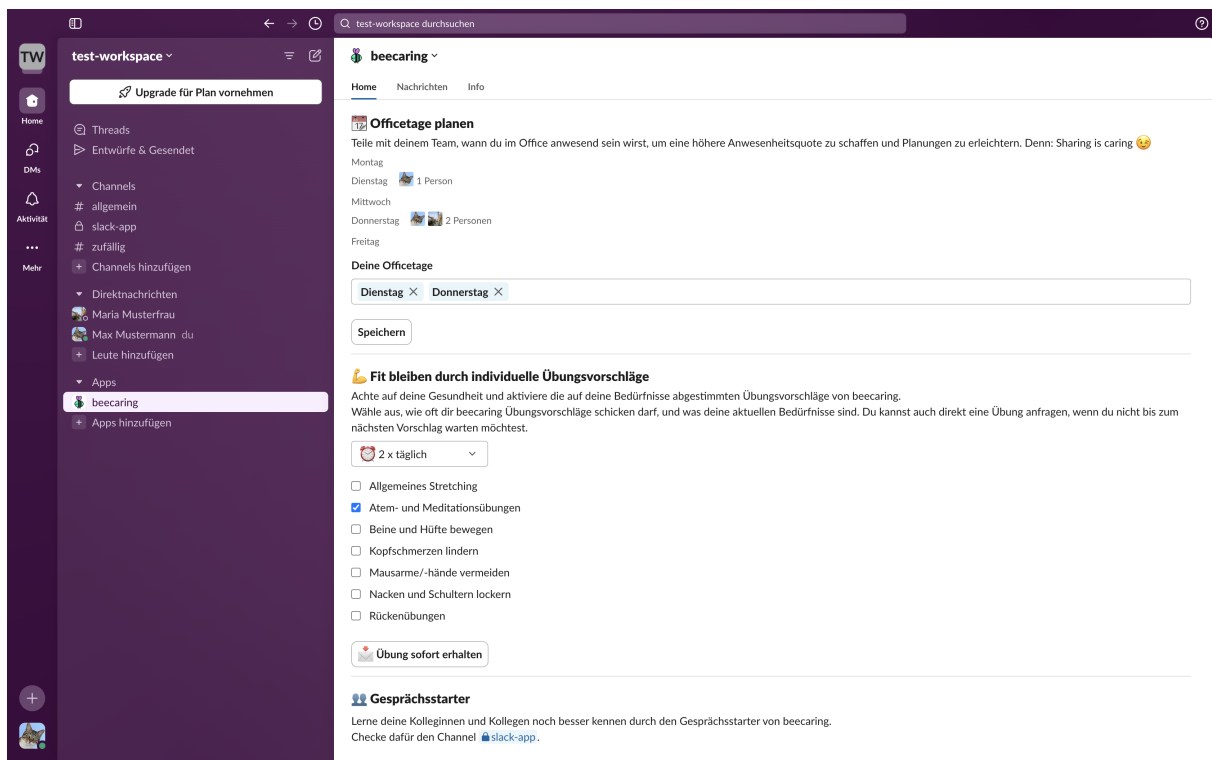 test-workspace durchsuchen
TW
Home
DMs
Aktivität
Mehr
test-workspace
Upgrade für Plan vornehmen
Threads
Entwürfe & Gesendet
Channels
# allgemein
slack-app
# zufällig
+ Channels hinzufügen
Direktnachrichten
Maria Musterfrau
Max Mustermann du
+ Leute hinzufügen
Apps
beecaring
+ Apps hinzufügen
beecaring
Home Nachrichten Info
Officetage planen
Teile mit deinem Team, wann du im Office anwesend sein wirst, um eine höhere Anwesenheitsquote zu schaffen und Planungen zu erleichtern. Denn: Sharing is caring 😉
Montag
Dienstag 1 Person
Mittwoch
Donnerstag 2 Personen
Freitag
Deine Officetage
Dienstag × Donnerstag ×
Speichern
💪 Fit bleiben durch individuelle Übungsvorschläge
Achte auf deine Gesundheit und aktiviere die auf deine Bedürfnisse abgestimmten Übungsvorschläge von beecaring.
Wähle aus, wie oft dir beecaring Übungsvorschläge schicken darf, und was deine aktuellen Bedürfnisse sind. Du kannst auch direkt eine Übung anfragen, wenn du nicht bis zum
nächsten Vorschlag warten möchtest.
⏰ 2 x täglich
Allgemeines Stretching
Atem- und Meditationsübungen
Beine und Hüfte bewegen
Kopfschmerzen lindern
Mausarme/-hände vermeiden
Nacken und Schultern lockern
Rückenübungen
📩 Übung sofort erhalten
👥 Gesprächsstarter
Lerne deine Kolleginnen und Kollegen noch besser kennen durch den Gesprächsstarter von beecaring.
Checke dafür den Channel slack-app.